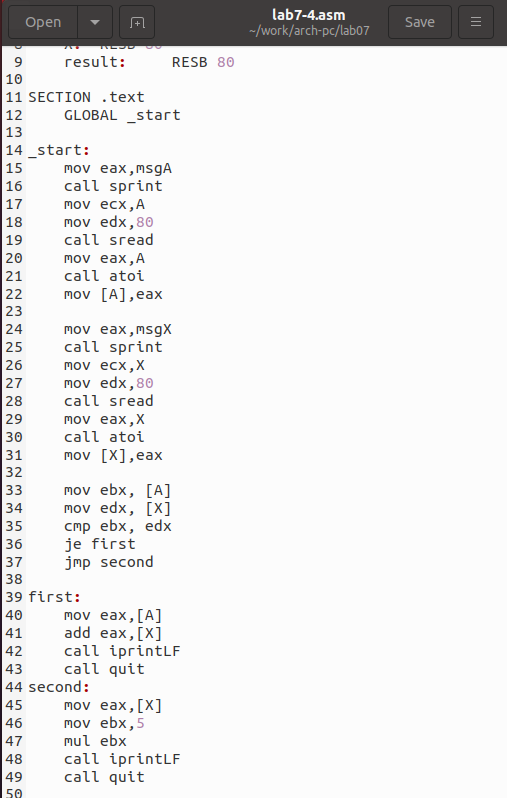 Open
lab7-4.asm
~/work/arch-pc/lab07
Save
9 result: RESB 80
10
11 SECTION .text
12 GLOBAL _start
13
14 _start:
15 mov eax,msgA
16 call sprint
17 mov ecx,A
18 mov edx,80
19 call sread
20 mov eax,A
21 call atoi
22 mov [A],eax
23
24 mov eax,msgX
25 call sprint
26 mov ecx,X
27 mov edx,80
28 call sread
29 mov eax,X
30 call atoi
31 mov [X],eax
32
33 mov ebx, [A]
34 mov edx, [X]
35 cmp ebx, edx
36 je first
37 jmp second
38
39 first:
40 mov eax,[A]
41 add eax,[X]
42 call iprintLF
43 call quit
44 second:
45 mov eax,[X]
46 mov ebx,5
47 mul ebx
48 call iprintLF
49 call quit
50